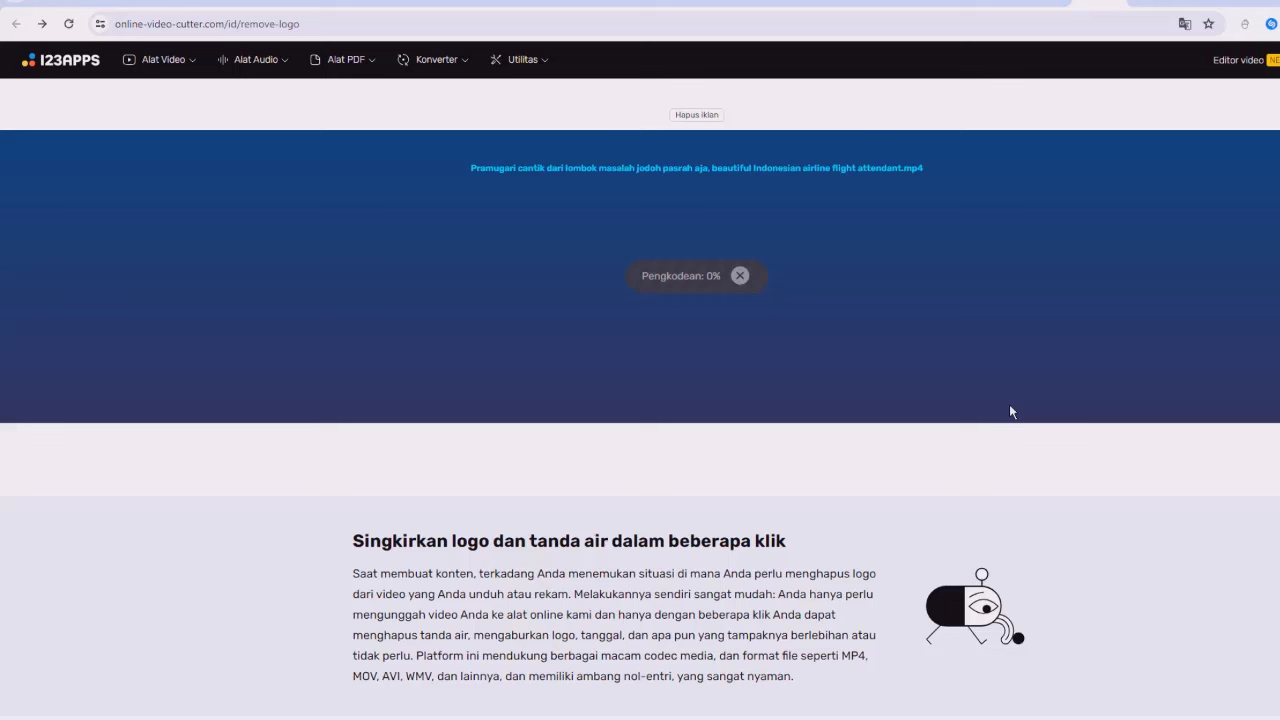 online-video-cutter.com/id/remove-logo
123APPS
Alat Video
Alat Audio
Alat PDF
Konverter
Utilitas
Editor video
Hapus iklan
Pramugari cantik dari lombok masalah jodoh pasrah aja, beautiful Indonesian airline flight attendant.mp4
Pengkodean: 0%
Singkirkan logo dan tanda air dalam beberapa klik
Saat membuat konten, terkadang Anda menemukan situasi di mana Anda perlu menghapus logo
dari video yang Anda unduh atau rekam. Melakukannya sendiri sangat mudah: Anda hanya perlu
mengunggah video Anda ke alat online kami dan hanya dengan beberapa klik Anda dapat
menghapus tanda air, mengaburkan logo, tanggal, dan apa pun yang tampaknya berlebihan atau
tidak perlu. Platform ini mendukung berbagai macam codec media, dan format file seperti MP4,
MOV, AVI, WMV, dan lainnya, dan memiliki ambang nol-entri, yang sangat nyaman.